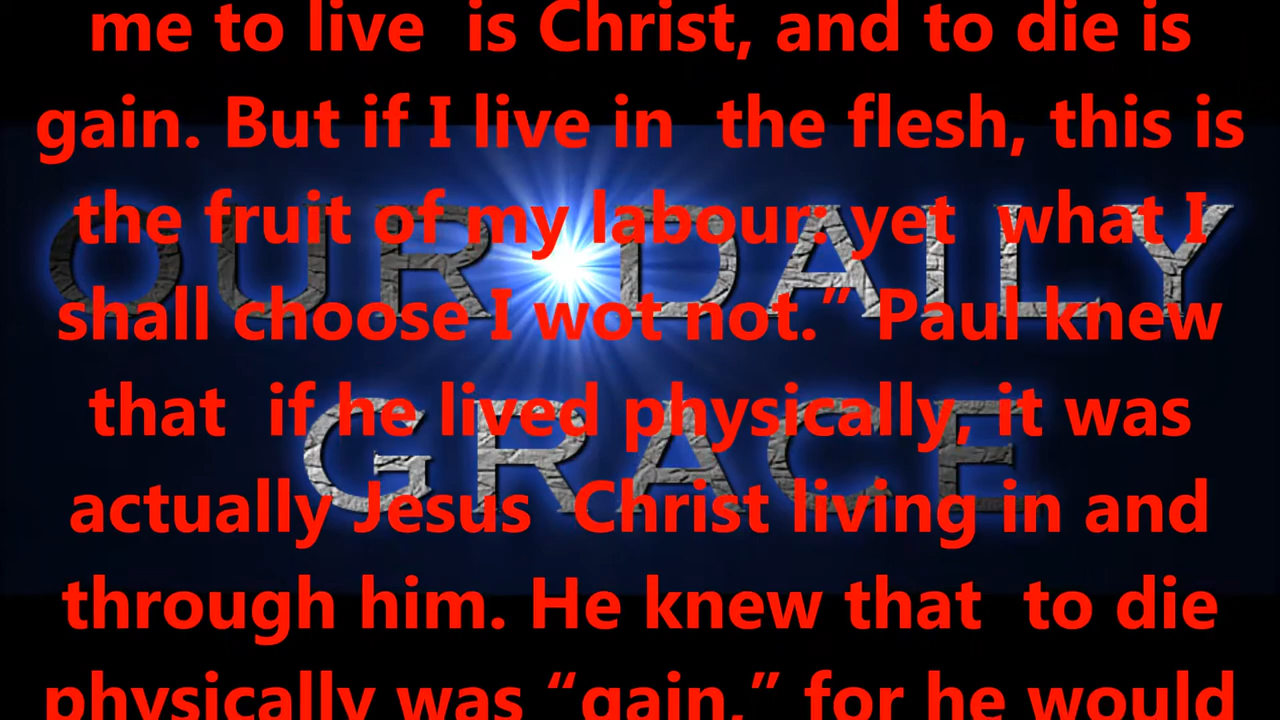 me to live is Christ, and to die is
gain. But if I live in the flesh, this is
the fruit of my labour: yet what I
shall choose I wot not.” Paul knew
that if he lived physically, it was
actually Jesus Christ living in and
through him. He knew that to die
physically was “gain,” for he would
OUR DAILY
GRACE